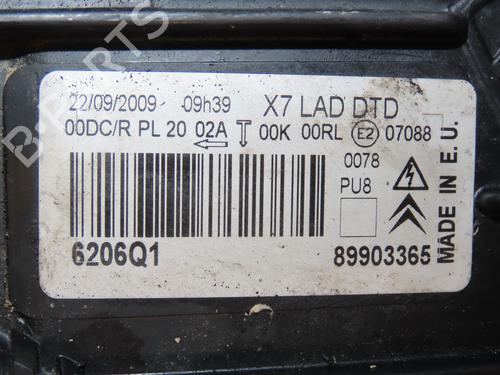 22/09/2009 09h39 X7 LAD DTD
00DC/R PL 20 02A 00K 00RL E2 07088
0078
PU8
6206Q1 89903365
MADE IN E.U.
B-PARTS